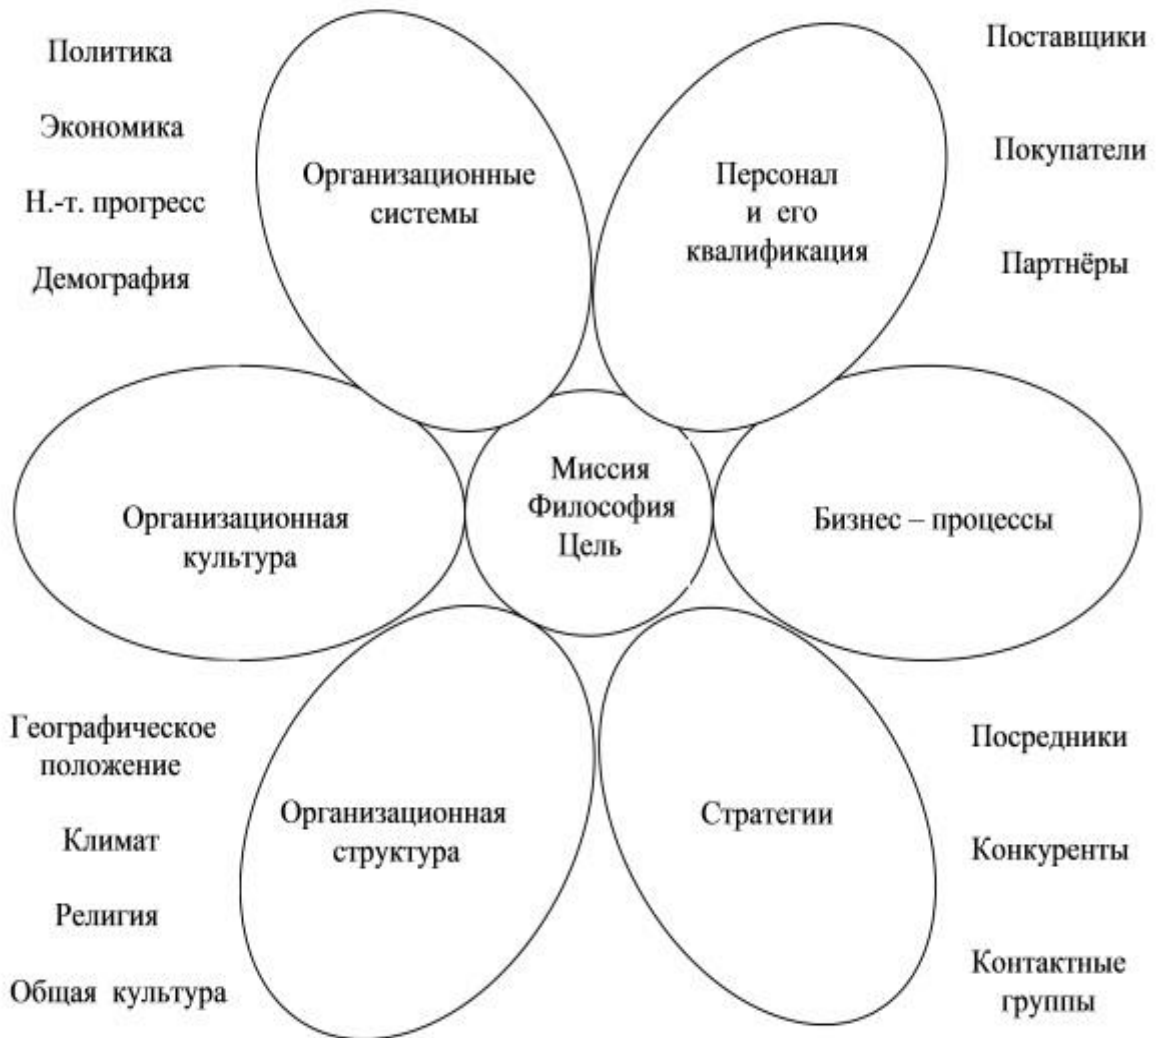 Политика
Экономика
Н.-т. прогресс
Демография
Организационные
системы
Персонал
и его
квалификация
Поставщики
Покупатели
Партнёры
Организационная
культура
Миссия
Философия
Цель
Бизнес – процессы
Географическое
положение
Климат
Религия
Общая культура
Организационная
структура
Стратегии
Посредники
Конкуренты
Контактные
группы